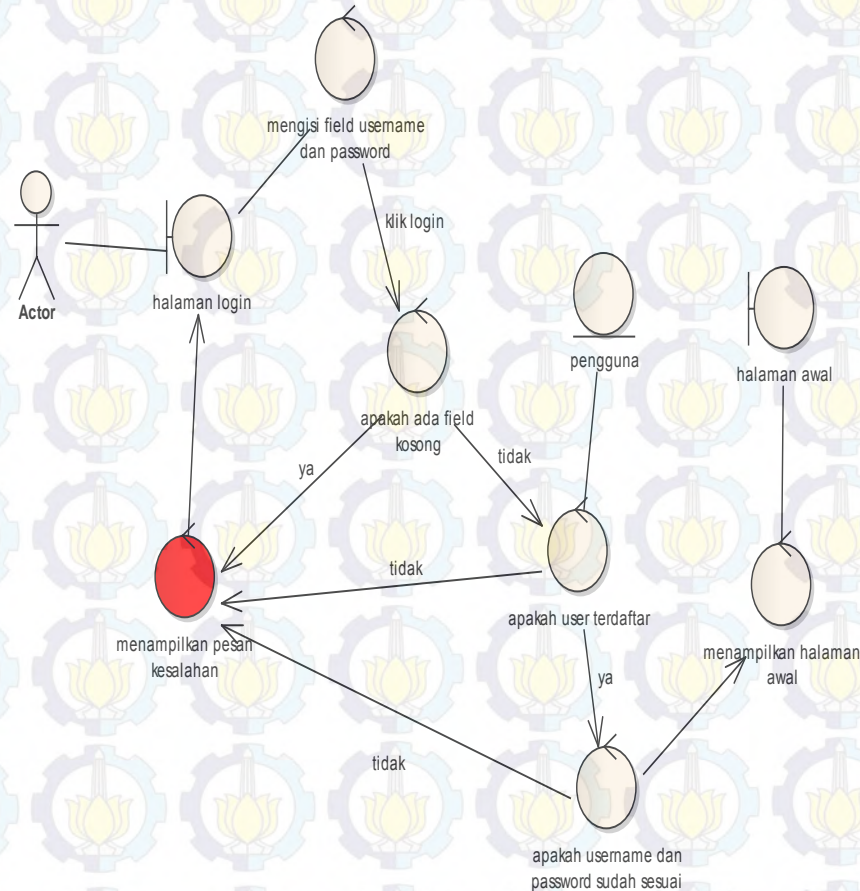 mengisi field username
dan password
klik login
Actor
halaman login
pengguna
halaman awal
apakah ada field
kosong
ya
tidak
tidak
apakah user terdaftar
menampilkan pesan
kesalahan
menampilkan halaman
awal
ya
tidak
apakah username dan
password sudah sesuai